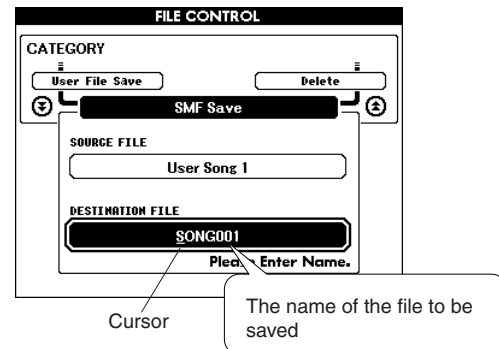 FILE CONTROL
CATEGORY
User File Save
Delete
SMF Save
SOURCE FILE
User Song 1
DESTINATION FILE
SONG001
Enter Name.
Cursor
The name of the file to be
saved